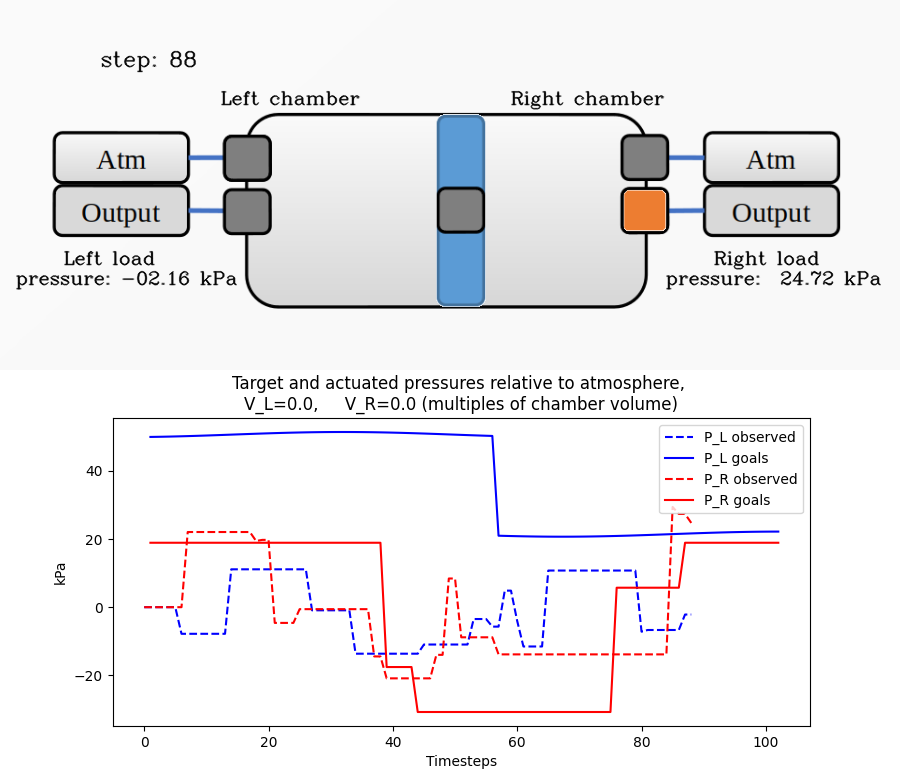 step: 88
Left chamber
Right chamber
Atm
Atm
Output
Output
Left load
pressure: -02.16 kPa
Right load
pressure:  24.72 kPa
Target and actuated pressures relative to atmosphere,
V_L=0.0,     V_R=0.0 (multiples of chamber volume)
P_L observed
P_L goals
P_R observed
P_R goals
kPa
40
20
0
−20
0 20 40 60 80 100
Timesteps